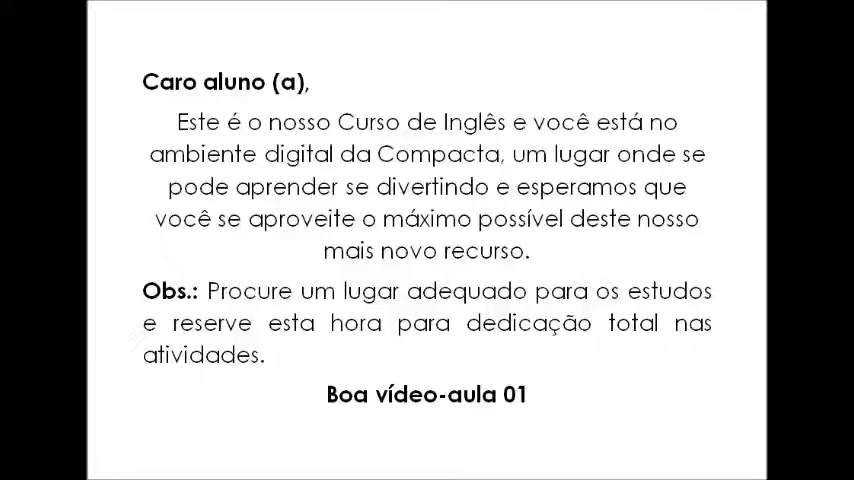 Caro aluno (a),
Este é o nosso Curso de Inglês e você está no
ambiente digital da Compacta, um lugar onde se
pode aprender se divertindo e esperamos que
você se aproveite o máximo possível deste nosso
mais novo recurso.
Obs.: Procure um lugar adequado para os estudos
e reserve esta hora para dedicação total nas
atividades.
Boa vídeo-aula 01